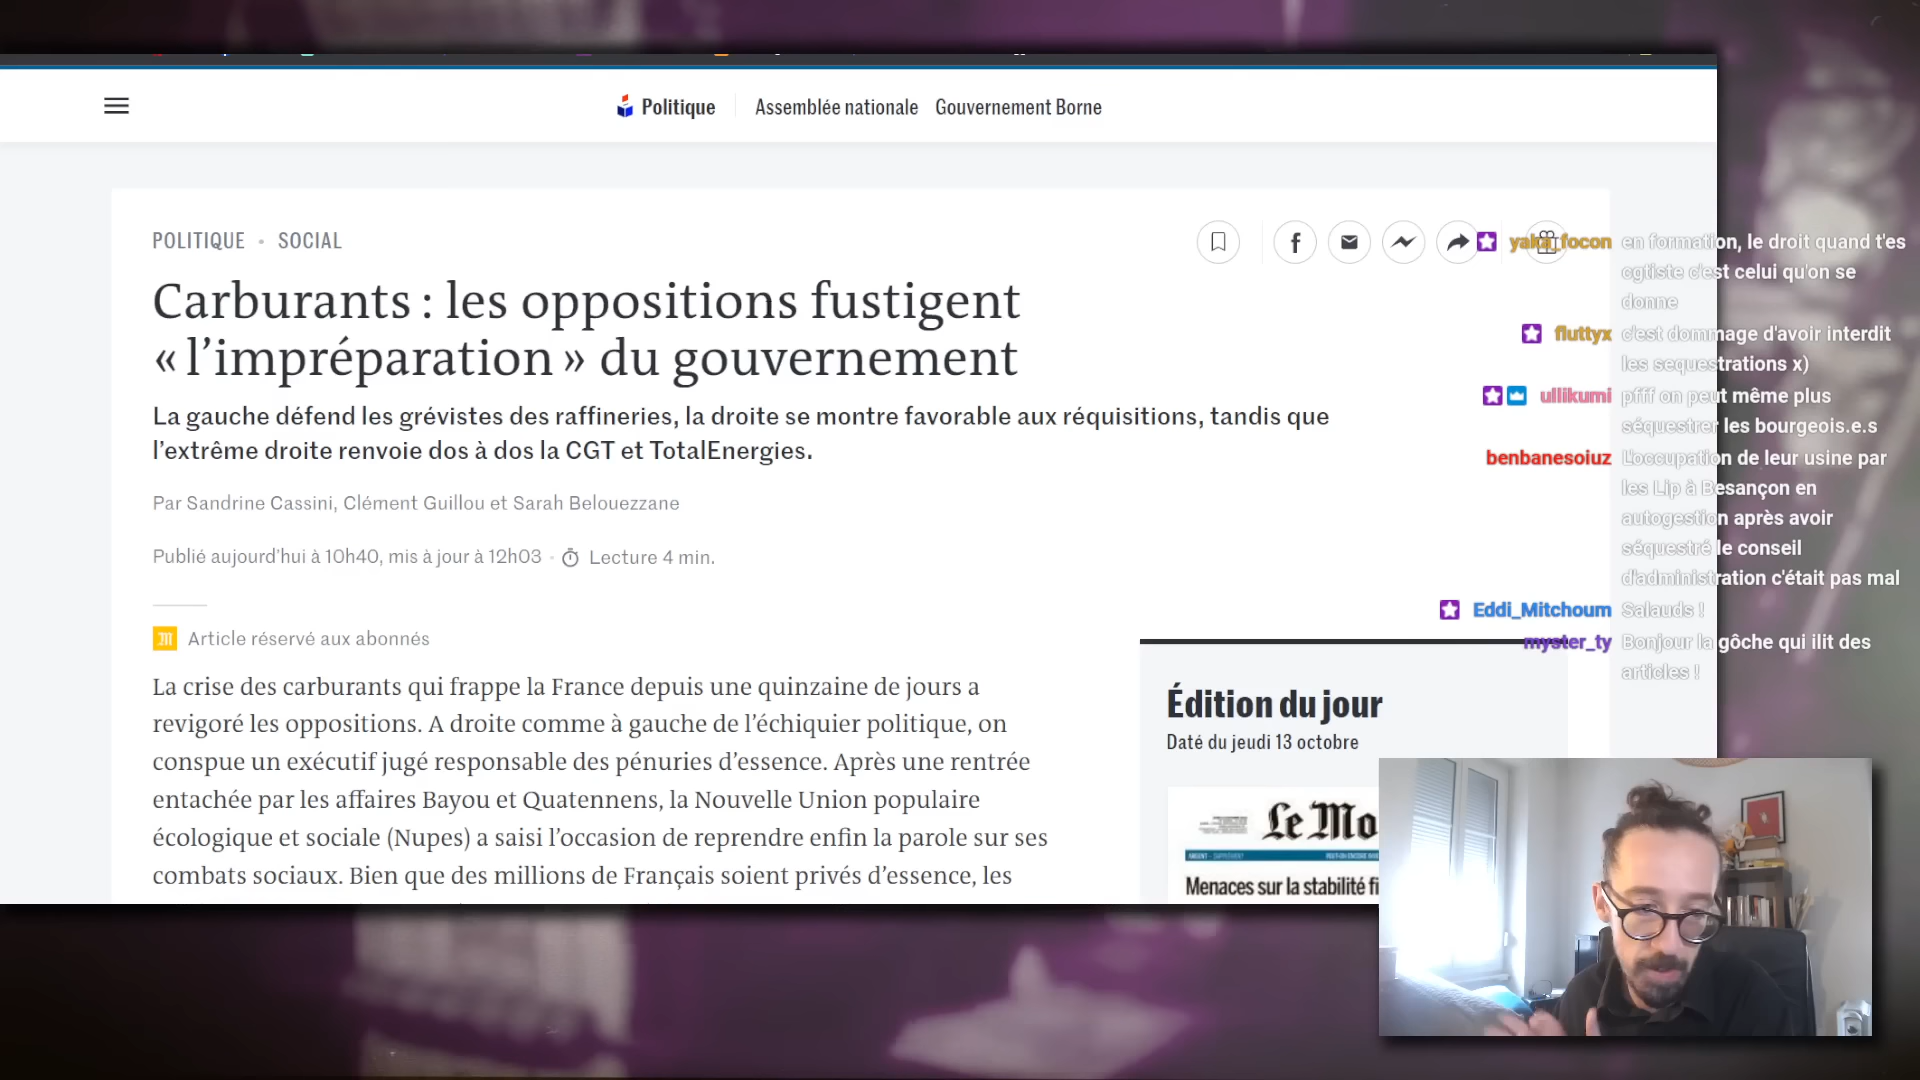 Politique
Assemblée nationale
Gouvernement Borne
POLITIQUE • SOCIAL
Carburants : les oppositions fustigent
« l’impréparation » du gouvernement
La gauche défend les grévistes des raffineries, la droite se montre favorable aux réquisitions, tandis que
l’extrême droite renvoie dos à dos la CGT et TotalEnergies.
Par Sandrine Cassini, Clément Guillou et Sarah Belouezzane
Publié aujourd’hui à 10h40, mis à jour à 12h03 · Lecture 4 min.
Article réservé aux abonnés
La crise des carburants qui frappe la France depuis une quinzaine de jours a
revigoré les oppositions. A droite comme à gauche de l’échiquier politique, on
conspue un exécutif jugé responsable des pénuries d’essence. Après une rentrée
entachée par les affaires Bayou et Quatennens, la Nouvelle Union populaire
écologique et sociale (Nupes) a saisi l’occasion de reprendre enfin la parole sur ses
combats sociaux. Bien que des millions de Français soient privés d’essence, les
Édition du jour
Daté du jeudi 13 octobre
Le Mo
Menaces sur la stabilité fi
yaka_focon en formation, le droit quand t'es
cgtiste c'est celui qu'on se
donne
fluttyx c'est dommage d'avoir interdit
les sequestrations x)
ullikumi pfff on peut même plus
séquestrer les bourgeois.e.s
benbanesoiuz L'occupation de leur usine par
les Lip à Besançon en
autogestion après avoir
séquestré le conseil
d'administration c'était pas mal
Eddi_Mitchoum Salauds !
myster_ty Bonjour la gôche qui ilit des
articles !